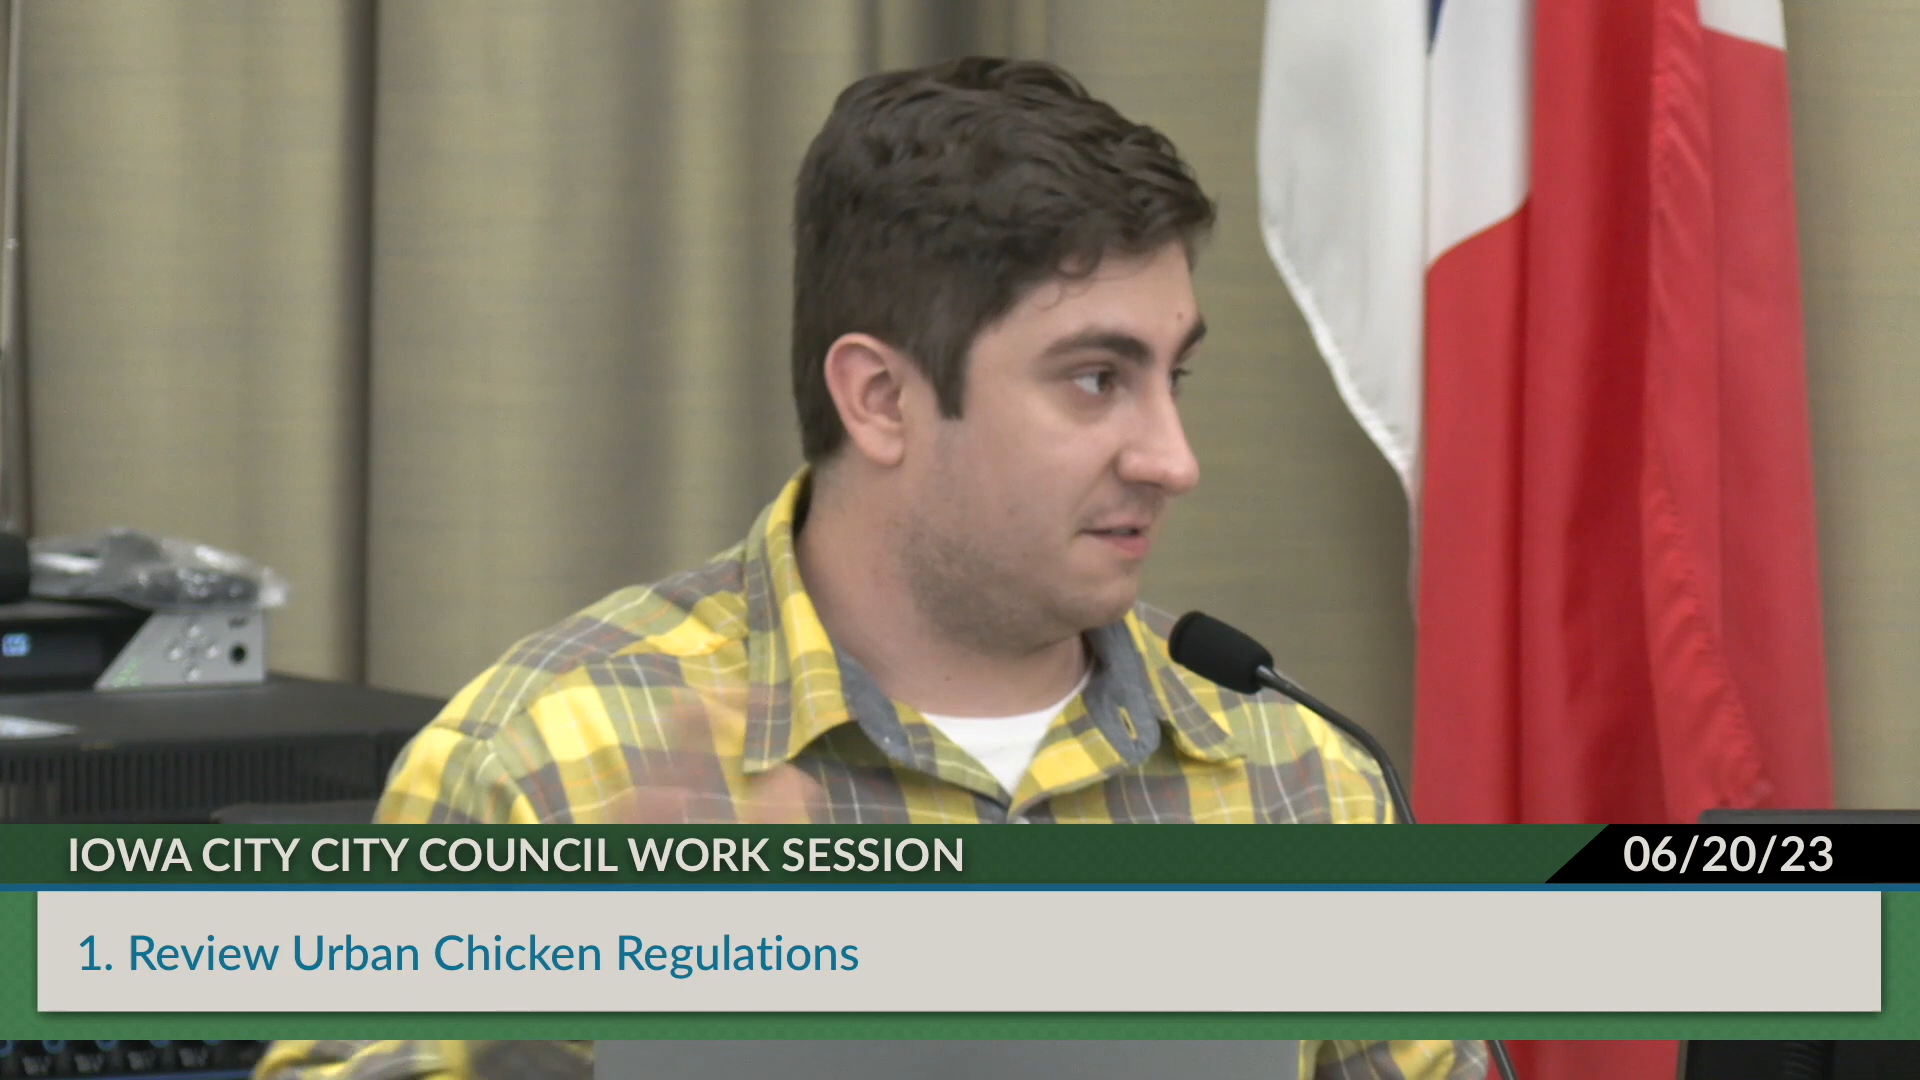 IOWA CITY CITY COUNCIL WORK SESSION
06/20/23
1. Review Urban Chicken Regulations